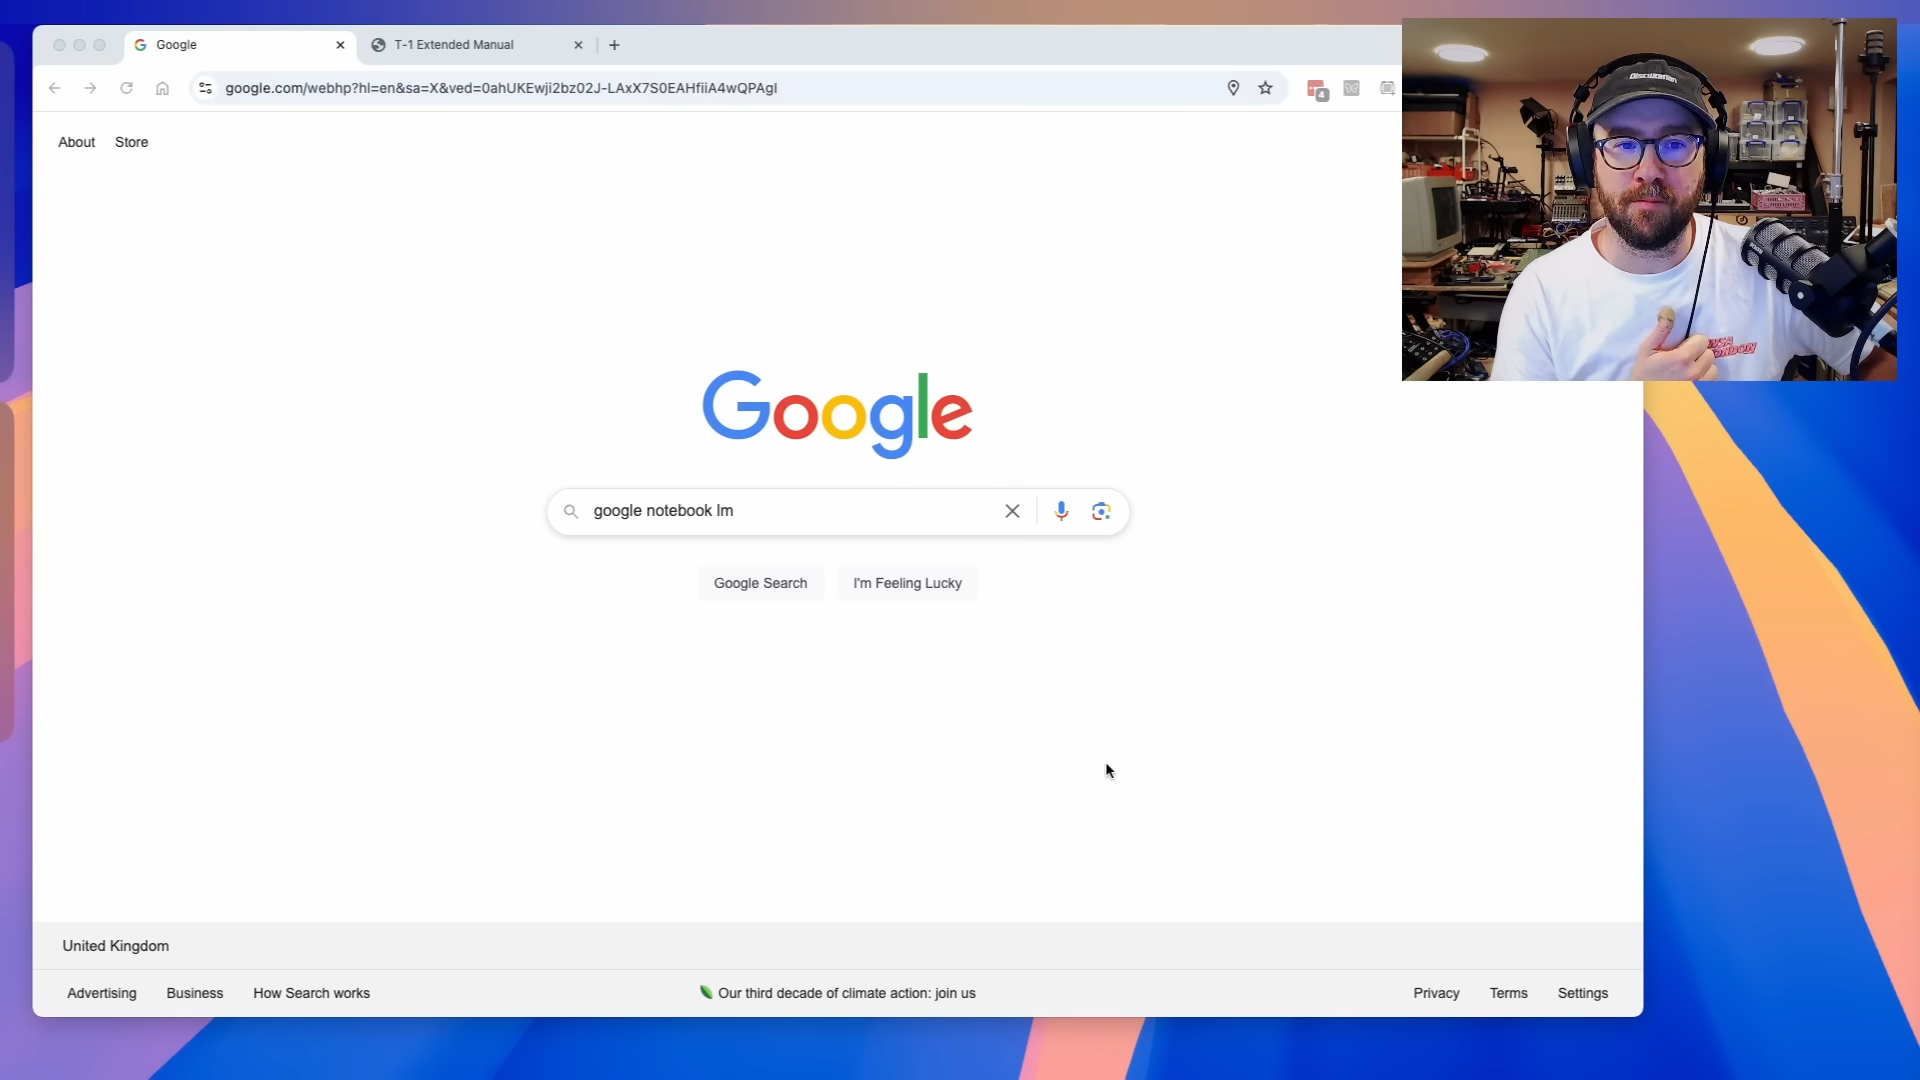 Google
T-1 Extended Manual
google.com/webhp?hl=en&sa=X&ved=0ahUKEwji2bz02J-LAxX7S0EAHfiiA4wQPAgI
4
About Store
Google
google notebook lm
Google Search I'm Feeling Lucky
United Kingdom
Advertising Business How Search works
Our third decade of climate action: join us
Privacy Terms Settings